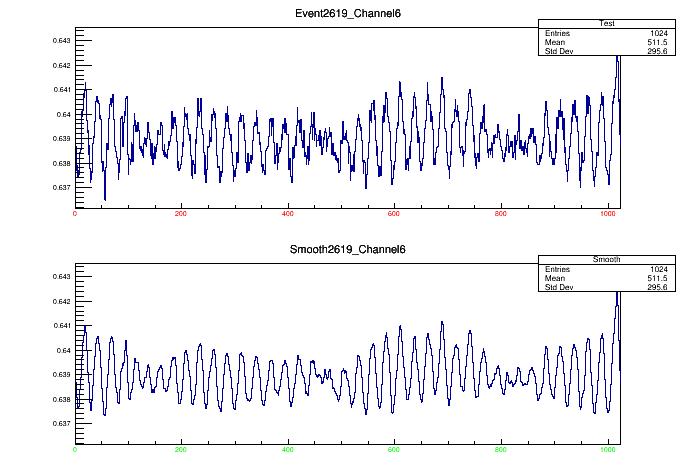 Event2619_Channel6
Test
Entries 1024
Mean 511.5
Std Dev 295.6
0.643
0.642
0.641
0.64
0.639
0.638
0.637
0 200 400 600 800 1000
Smooth2619_Channel6
Smooth
Entries 1024
Mean 511.5
Std Dev 295.6
0.643
0.642
0.641
0.64
0.639
0.638
0.637
0 200 400 600 800 1000